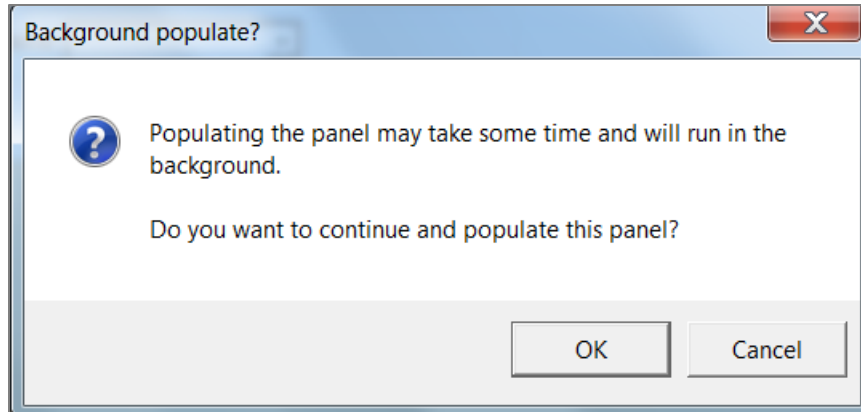 Background populate?
Populating the panel may take some time and will run in the
background.
Do you want to continue and populate this panel?
OK
Cancel